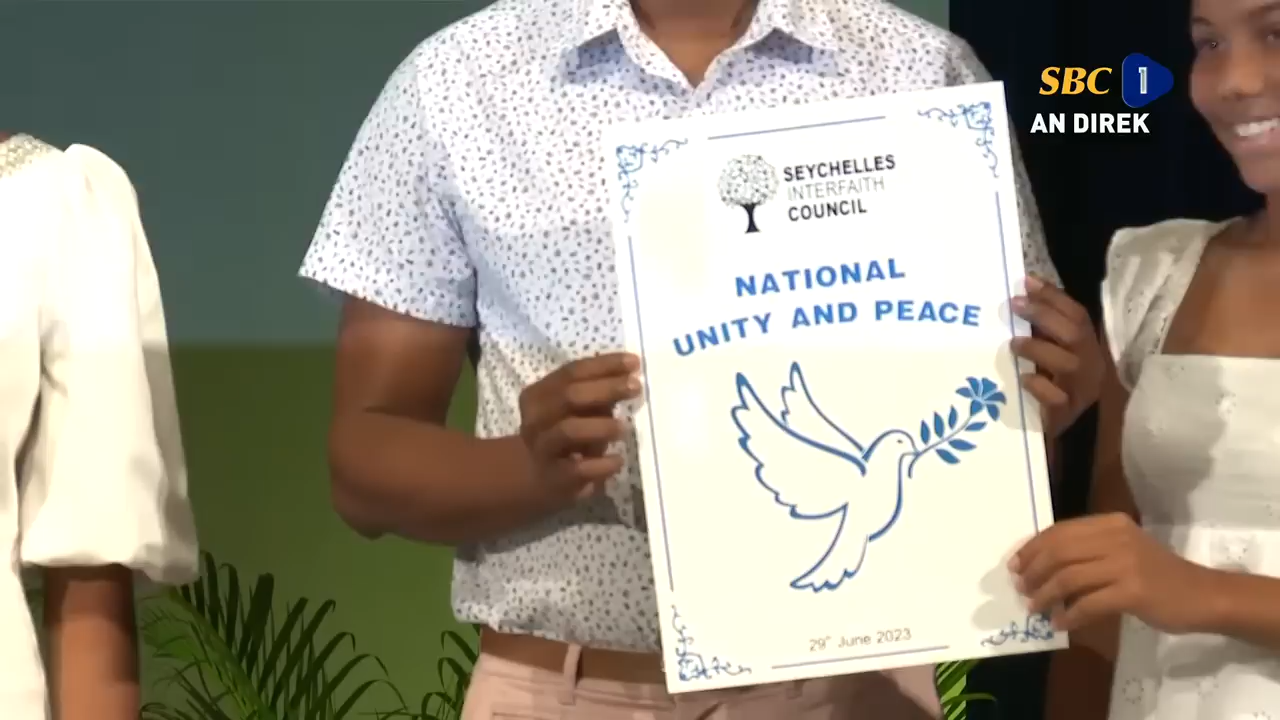 SBC 1
AN DIREK
SEYCHELLES
INTERFAITH
COUNCIL
NATIONAL
UNITY AND PEACE
29th June 2023